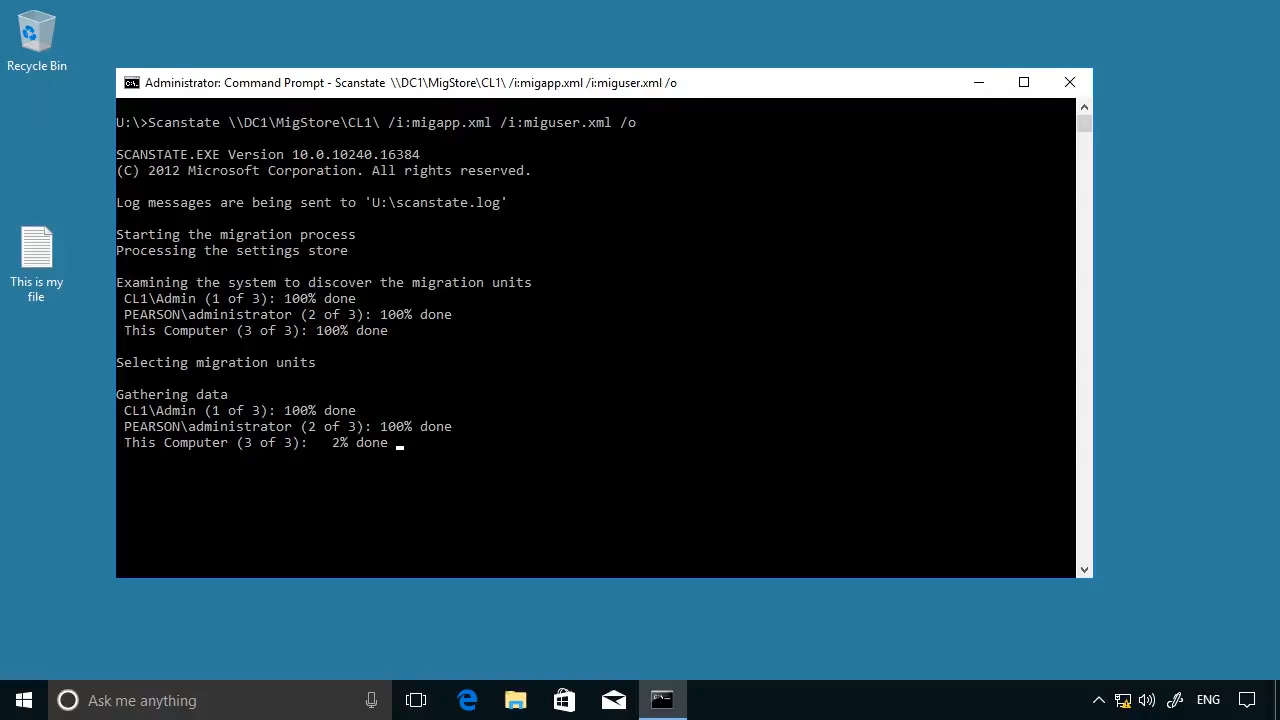 Recycle Bin
This is my
file
Administrator: Command Prompt - Scanstate  \\DC1\MigStore\CL1\ /i:migapp.xml /i:miguser.xml /o
U:\>Scanstate \\DC1\MigStore\CL1\ /i:migapp.xml /i:miguser.xml /o
SCANSTATE.EXE Version 10.0.10240.16384
(C) 2012 Microsoft Corporation. All rights reserved.
Log messages are being sent to 'U:\scanstate.log'
Starting the migration process
Processing the settings store
Examining the system to discover the migration units
CL1\Admin (1 of 3): 100% done
PEARSON\administrator (2 of 3): 100% done
This Computer (3 of 3): 100% done
Selecting migration units
Gathering data
CL1\Admin (1 of 3): 100% done
PEARSON\administrator (2 of 3): 100% done
This Computer (3 of 3):   2% done
Ask me anything
ENG